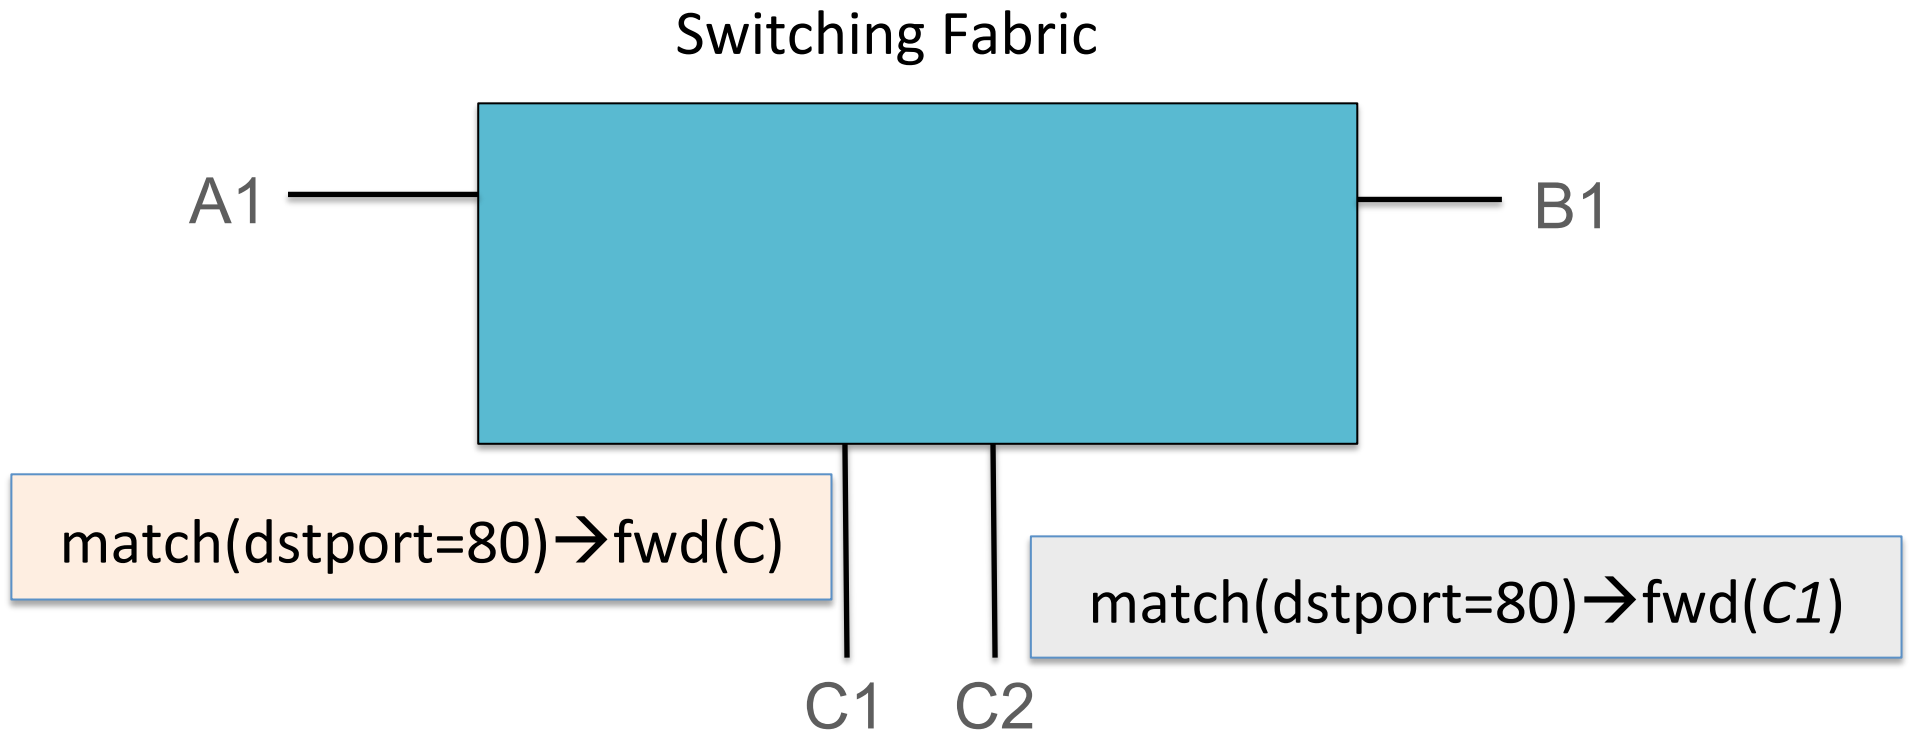 Switching Fabric
A1
B1
match(dstport=80)→fwd(C)
match(dstport=80)→fwd(C1)
C1
C2